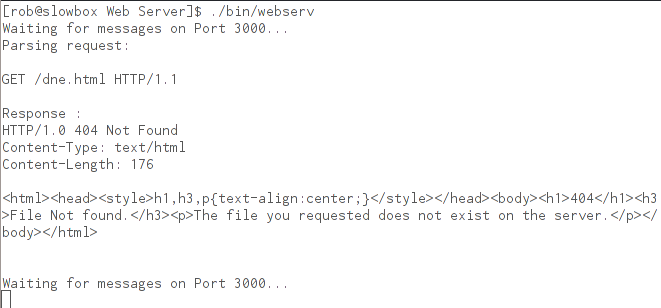 [rob@slowbox Web Server]$ ./bin/webserv
Waiting for messages on Port 3000...
Parsing request:
GET /dne.html HTTP/1.1
Response :
HTTP/1.0 404 Not Found
Content-Type: text/html
Content-Length: 176
<html><head><style>h1,h3,p{text-align:center;}</style></head><body><h1>404</h1><h3
>File Not found.</h3><p>The file you requested does not exist on the server.</p></
body></html>
Waiting for messages on Port 3000...